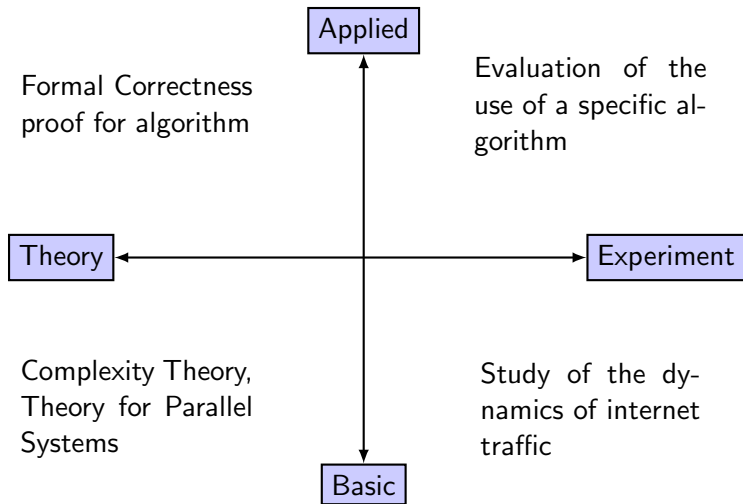 Applied
Formal Correctness
proof for algorithm
Evaluation of the
use of a specific al-
gorithm
Theory
Experiment
Complexity Theory,
Theory for Parallel
Systems
Study of the dy-
namics of internet
traffic
Basic